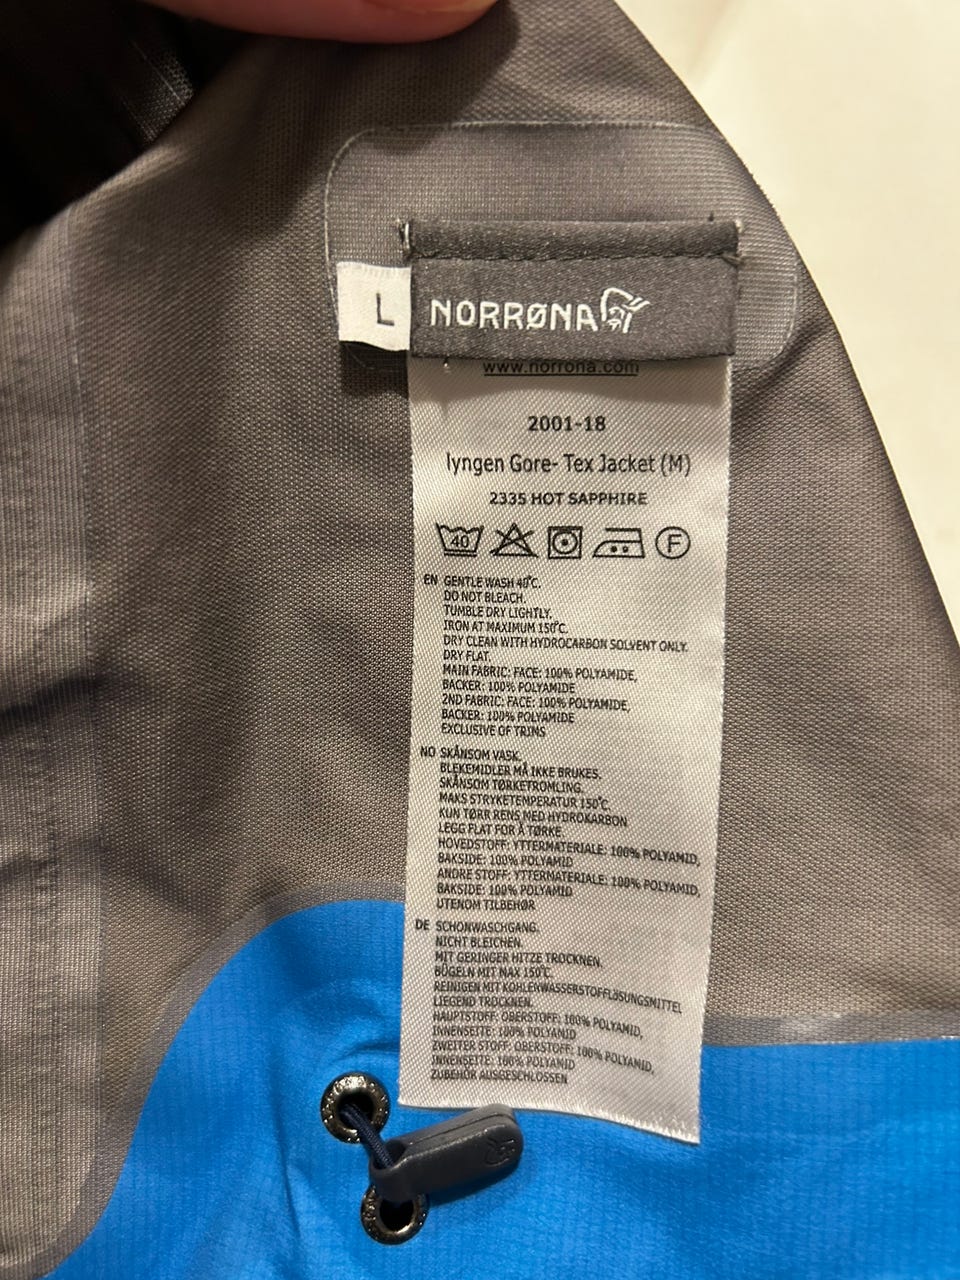 L
NORRØNA
www.norrona.com
2001-18
lyngen Gore- Tex Jacket (M)
2335 HOT SAPPHIRE
40 F
EN GENTLE WASH 40°C.
DO NOT BLEACH.
TUMBLE DRY LIGHTLY.
IRON AT MAXIMUM 150°C.
DRY CLEAN WITH HYDROCARBON SOLVENT ONLY.
DRY FLAT.
MAIN FABRIC: FACE: 100% POLYAMIDE,
BACKER: 100% POLYAMIDE
2ND FABRIC: FACE: 100% POLYAMIDE,
BACKER: 100% POLYAMIDE
EXCLUSIVE OF TRIMS
NO SKÅNSOM VASK.
BLEKEMIDLER MÅ IKKE BRUKES.
SKÅNSOM TØRKETROMLING.
MAKS STRYKETEMPERATUR 150°C.
KUN TØRR RENS MED HYDROKARBON
LEGG FLAT FOR Å TØRKE.
HOVEDSTOFF: YTTERMATERIALE: 100% POLYAMID,
BAKSIDE: 100% POLYAMID
ANDRE STOFF: YTTERMATERIALE: 100% POLYAMID,
BAKSIDE: 100% POLYAMID
UTENOM TILBEHØR
DE SCHONWASCHGANG.
NICHT BLEICHEN.
MIT GERINGER HITZE TROCKNEN.
BÜGELN MIT MAX 150°C.
REINIGEN MIT KOHLENWASSERSTOFFLÖSUNGSMITTEL
LIEGEND TROCKNEN.
HAUPTSTOFF: OBERSTOFF: 100% POLYAMID,
INNENSEITE: 100% POLYAMID
ZWEITER STOFF: OBERSTOFF: 100% POLYAMID,
INNENSEITE: 100% POLYAMID
ZUBEHÖR AUSGESCHLOSSEN